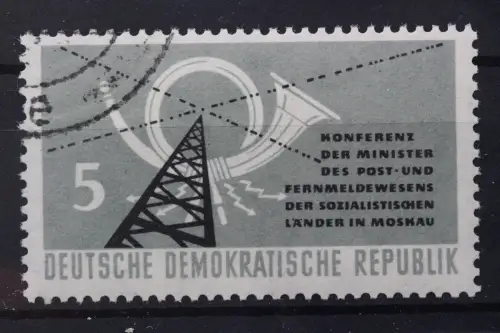 KONFERENZ
DER MINISTER
DES POST-UND
FERNMELDEWESENS
DER SOZIALISTISCHEN
LÄNDER IN MOSKAU
5
DEUTSCHE DEMOKRATISCHE REPUBLIK